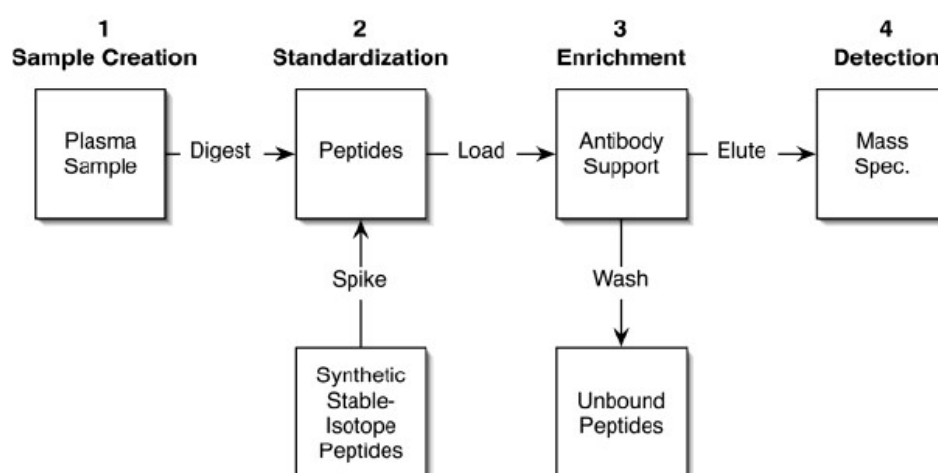 1
Sample Creation
2
Standardization
3
Enrichment
4
Detection
Plasma
Sample
Digest
Peptides
Load
Antibody
Support
Elute
Mass
Spec.
Spike
Wash
Synthetic
Stable-
Isotope
Peptides
Unbound
Peptides